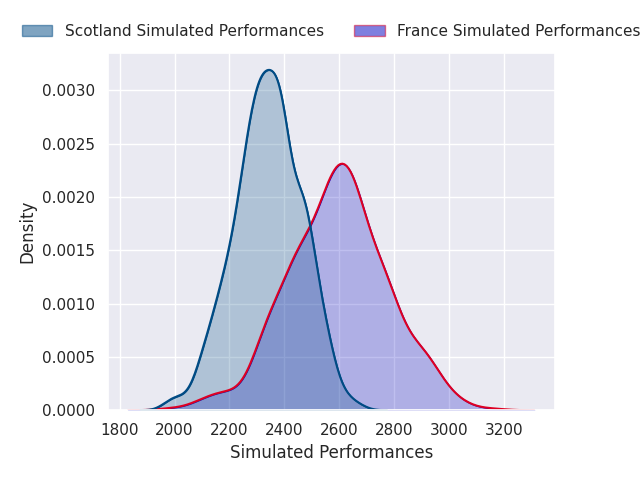 Scotland Simulated Performances France Simulated Performances
0.0030
0.0025
0.0020
0.0015
0.0010
0.0005
0.0000
Density
1800 2000 2200 2400 2600 2800 3000 3200
Simulated Performances